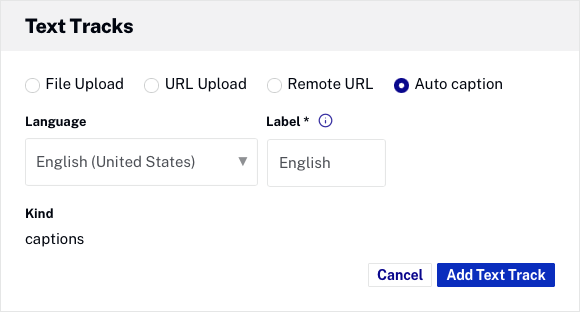 Text Tracks
File Upload URL Upload Remote URL Auto caption
Language Label *
English (United States) English
Kind
captions
Cancel Add Text Track